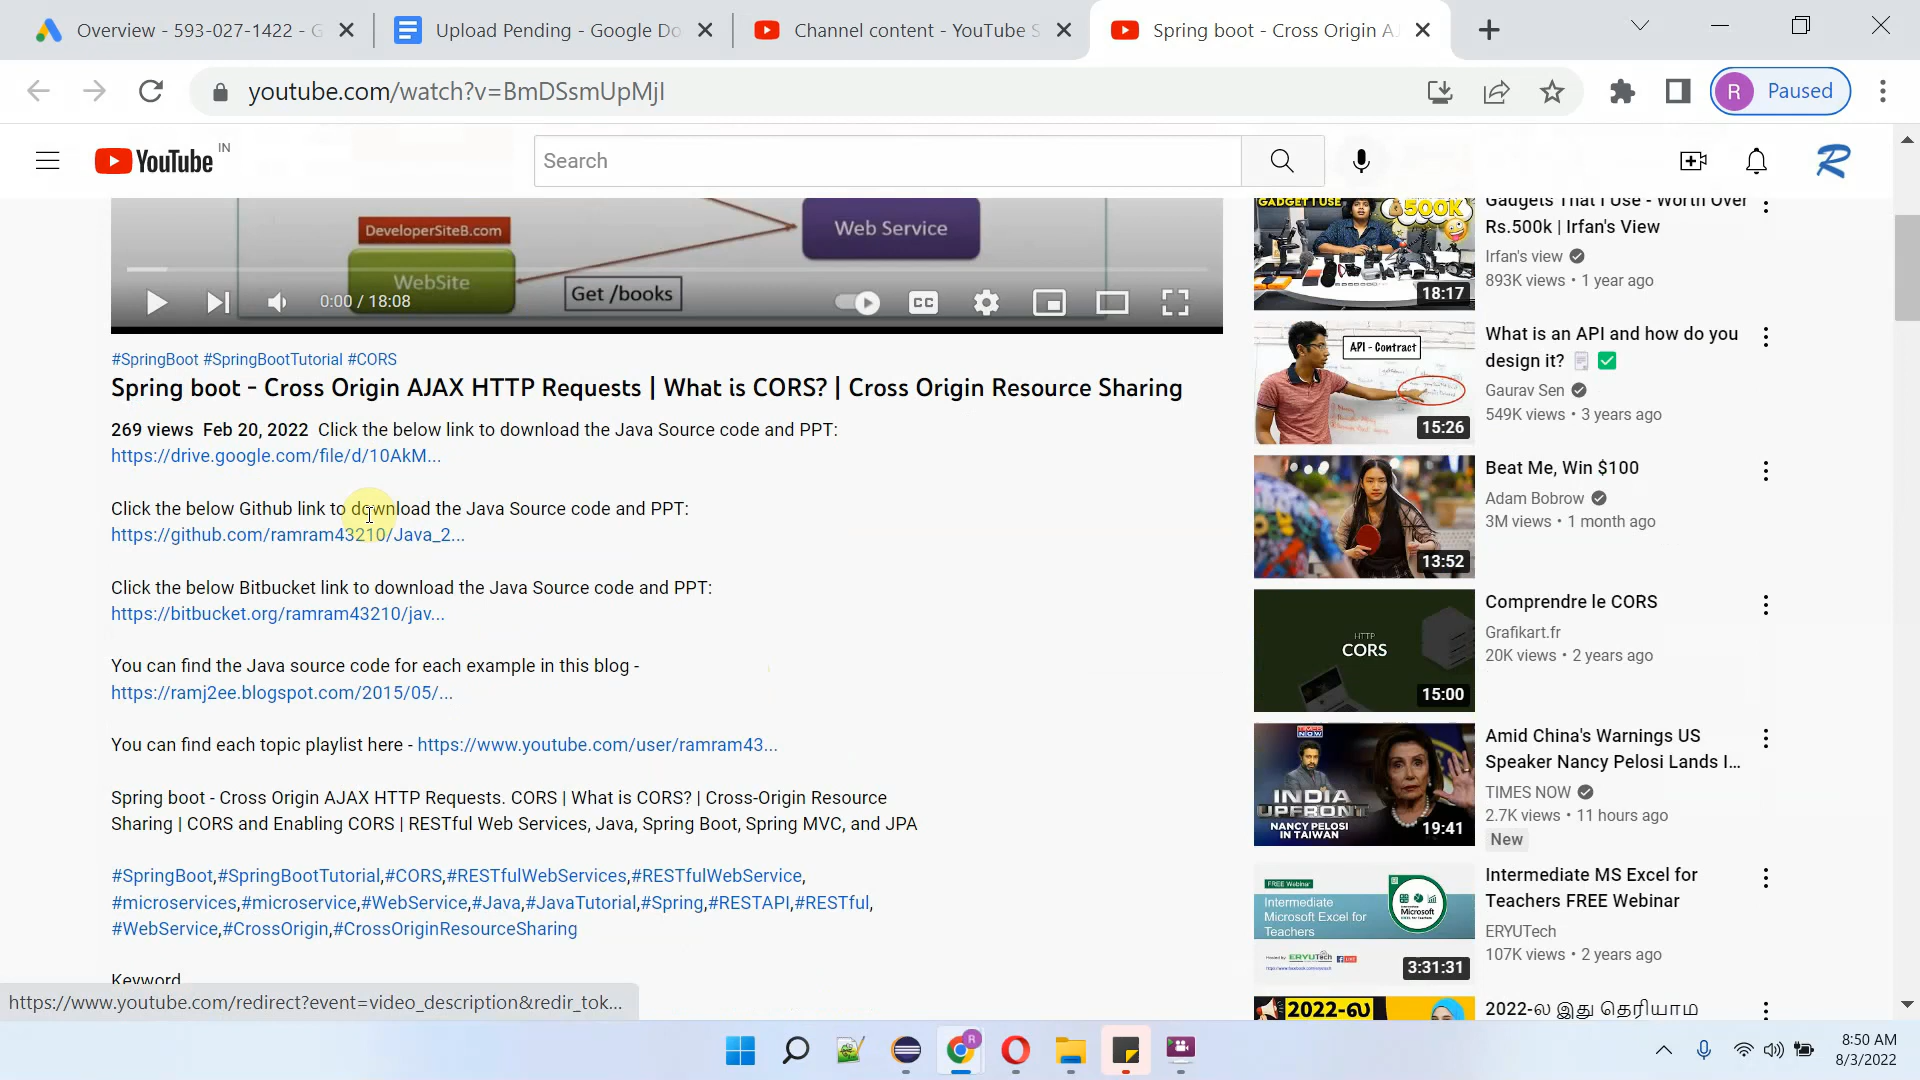 Overview - 593-027-1422 - G
Upload Pending - Google Do
Channel content - YouTube S
Spring boot - Cross Origin A
youtube.com/watch?v=BmDSsmUpMjI
R
Paused
YouTube IN
Search
DeveloperSiteB.com
WebSite
Web Service
Get /books
0:00 / 18:08
CC
#SpringBoot #SpringBootTutorial #CORS
Spring boot - Cross Origin AJAX HTTP Requests | What is CORS? | Cross Origin Resource Sharing
269 views Feb 20, 2022 Click the below link to download the Java Source code and PPT:
https://drive.google.com/file/d/10AkM...
Click the below Github link to download the Java Source code and PPT:
https://github.com/ramram43210/Java_2...
Click the below Bitbucket link to download the Java Source code and PPT:
https://bitbucket.org/ramram43210/jav...
You can find the Java source code for each example in this blog -
https://ramj2ee.blogspot.com/2015/05/...
You can find each topic playlist here - https://www.youtube.com/user/ramram43...
Spring boot - Cross Origin AJAX HTTP Requests. CORS | What is CORS? | Cross-Origin Resource
Sharing | CORS and Enabling CORS | RESTful Web Services, Java, Spring Boot, Spring MVC, and JPA
#SpringBoot,#SpringBootTutorial,#CORS,#RESTfulWebServices,#RESTfulWebService,
#microservices,#microservice,#WebService,#Java,#JavaTutorial,#Spring,#RESTAPI,#RESTful,
#WebService,#CrossOrigin,#CrossOriginResourceSharing
Keyword
https://www.youtube.com/redirect?event=video_description&redir_tok...
GADGET I USE
500K
18:17
Gadgets That I Use - Worth Over
Rs.500k | Irfan's View
Irfan's view
893K views • 1 year ago
API - Contract
15:26
What is an API and how do you
design it?
Gaurav Sen
549K views • 3 years ago
13:52
Beat Me, Win $100
Adam Bobrow
3M views • 1 month ago
HTTP
CORS
15:00
Comprendre le CORS
Grafikart.fr
20K views • 2 years ago
TIMES NOW
INDIA
UPFRONT
NANCY PELOSI
IN TAIWAN
19:41
Amid China's Warnings US
Speaker Nancy Pelosi Lands I...
TIMES NOW
2.7K views • 11 hours ago
New
FREE Webinar
Intermediate
Microsoft Excel for
Teachers
Microsoft
ERYUTech
3:31:31
Intermediate MS Excel for
Teachers FREE Webinar
ERYUTech
107K views • 2 years ago
2022-ல
2022-ல இது தெரியாம
8:50 AM
8/3/2022